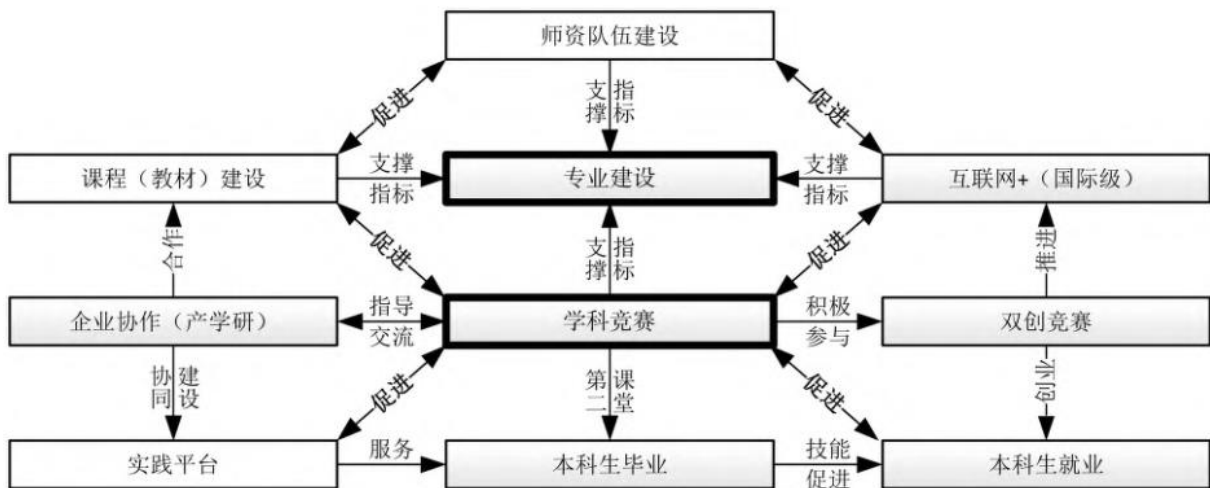 师资队伍建设
促进
支撑
指标
促进
课程（教材）建设
支撑
指标
专业建设
支撑
指标
互联网+（国际级）
合作
促进
支撑
指标
促进
推进
企业协作（产学研）
指导
交流
学科竞赛
积极
参与
双创竞赛
协同
建设
促进
第二
课堂
促进
创业
实践平台
服务
本科生毕业
技能
促进
本科生就业